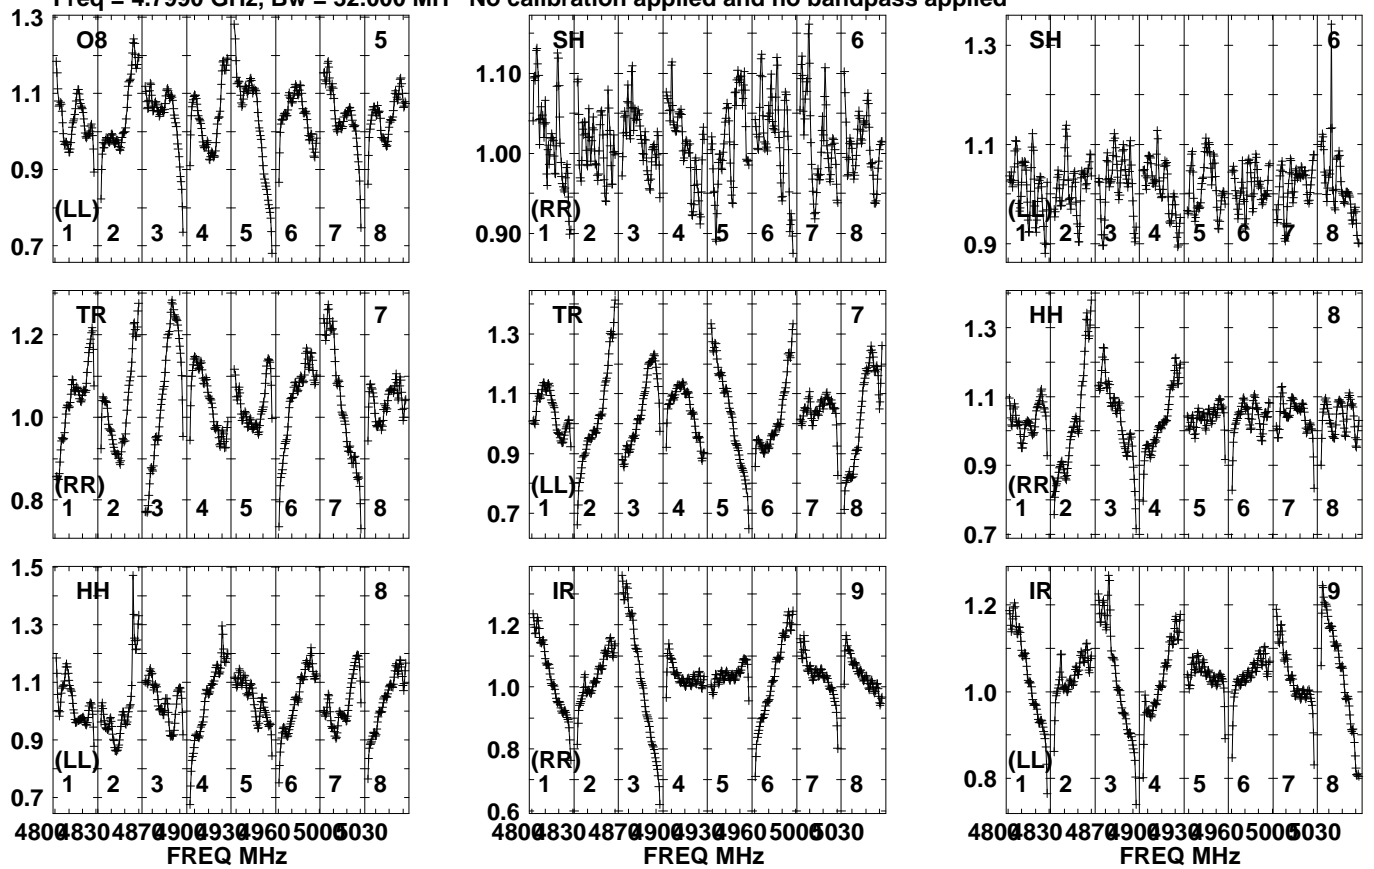 Freq = 4.7990 GHz, Bw = 32.000 MH No calibration applied and no bandpass applied
1.3
1.1
0.9
0.7
O8 5
(LL)
1 2 3 4 5 6 7 8
1.10
1.00
0.90
SH 6
(RR)
1 2 3 4 5 6 7 8
1.3
1.1
0.9
SH 6
(LL)
1 2 3 4 5 6 7 8
1.2
1.0
0.8
TR 7
(RR)
1 2 3 4 5 6 7 8
1.3
1.1
0.9
0.7
TR 7
(LL)
1 2 3 4 5 6 7 8
1.3
1.1
0.9
0.7
HH 8
(RR)
1 2 3 4 5 6 7 8
1.5
1.3
1.1
0.9
0.7
HH 8
(LL)
1 2 3 4 5 6 7 8
4800 4830 4870 4900 4930 4960 5000 5030
FREQ MHz
1.2
1.0
0.8
0.6
IR 9
(RR)
1 2 3 4 5 6 7 8
4800 4830 4870 4900 4930 4960 5000 5030
FREQ MHz
1.2
1.0
0.8
IR 9
(LL)
1 2 3 4 5 6 7 8
4800 4830 4870 4900 4930 4960 5000 5030
FREQ MHz